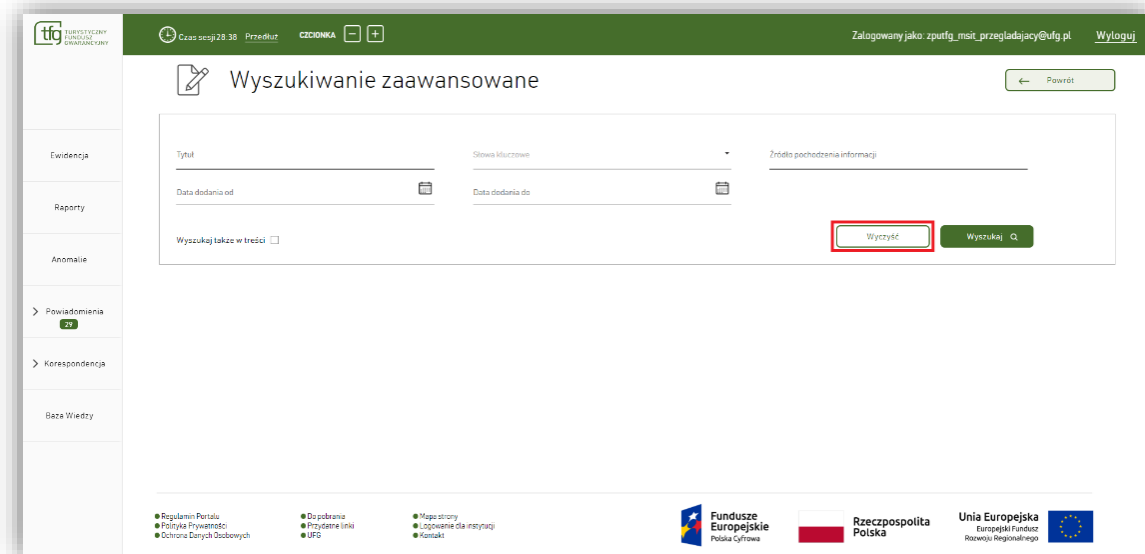 tfg TURYSTYCZNY
FUNDUSZ
GWARANCYJNY
Czas sesji 28:38 Przedłuż CZCIONKA − +
Zalogowany jako: zputfg_msit_przegladajacy@ufg.pl Wyloguj
Wyszukiwanie zaawansowane
← Powrót
Ewidencja
Raporty
Anomalie
Powiadomienia
29
Korespondencja
Baza Wiedzy
Tytuł Słowa kluczowe Źródło pochodzenia informacji
Data dodania od Data dodania do
Wyszukaj także w treści
Wyczyść Wyszukaj
Regulamin Portalu Do pobrania Mapa strony
Polityka Prywatności Przydatne linki Logowanie dla instytucji
Ochrona Danych Osobowych UFG Kontakt
Fundusze
Europejskie
Polska Cyfrowa
Rzeczpospolita
Polska
Unia Europejska
Europejski Fundusz
Rozwoju Regionalnego